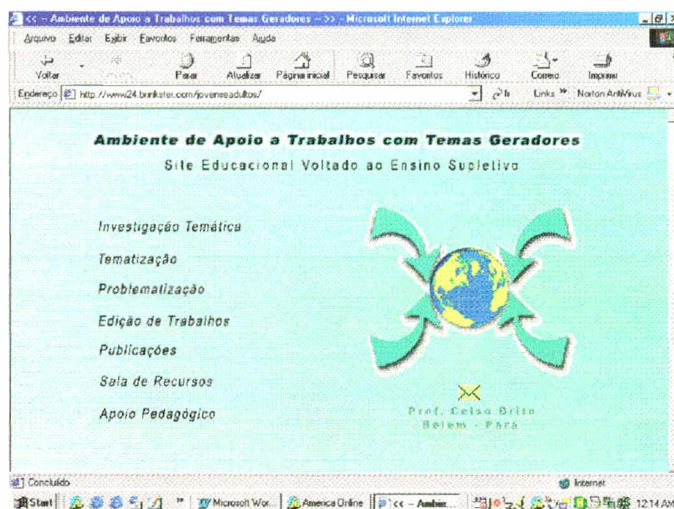 << -- Ambiente de Apoio a Trabalhos com Temas Geradores -- >> - Microsoft Internet Explorer
Arquivo Editar Exibir Favoritos Ferramentas Ajuda
Voltar Parar Atualizar Página inicial Pesquisar Favoritos Histórico Correio Imprimir
Endereço http://www24.brinkster.com/jovenseadultos/ Ir Links » Norton AntiVirus
Ambiente de Apoio a Trabalhos com Temas Geradores
Site Educacional Voltado ao Ensino Supletivo
Investigação Temática
Tematização
Problematização
Edição de Trabalhos
Publicações
Sala de Recursos
Apoio Pedagógico
Prof. Celso Brito
Belém - Pará
Concluído Internet
Start » Microsoft Wor... America Online << -- Ambie... 12:14 AM